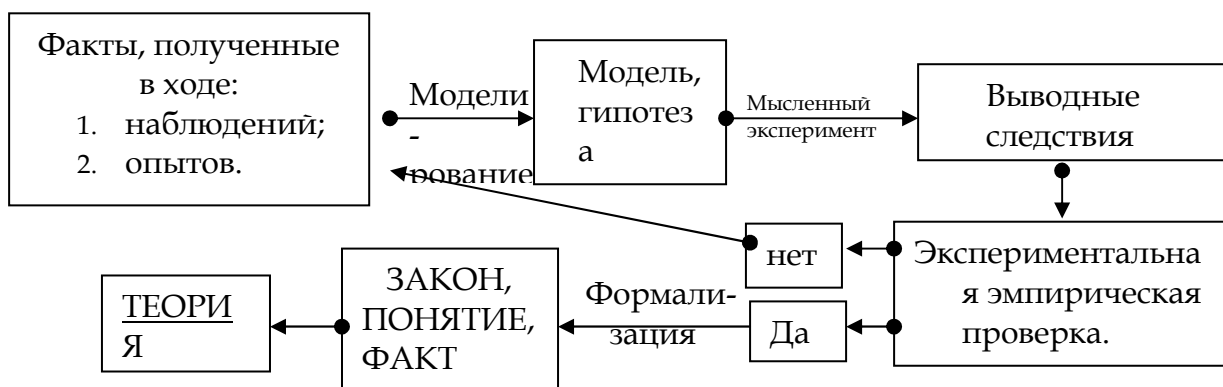 Факты, полученные
в ходе:
1. наблюдений;
2. опытов.
Модели
-
рование
Модель,
гипотез
а
Мысленный
эксперимент
Выводные
следствия
Экспериментальна
я эмпирическая
проверка.
нет
Да
Формали-
зация
ЗАКОН,
ПОНЯТИЕ,
ФАКТ
ТЕОРИ
Я